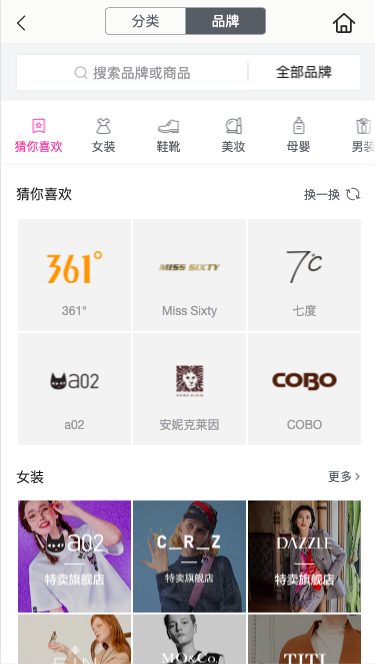 分类
品牌
搜索品牌或商品
全部品牌
猜你喜欢
女装
鞋靴
美妆
母婴
男装
猜你喜欢
换一换
361°
MISS SIXTY
7℃
361°
Miss Sixty
七度
a02
ANNE KLEIN
COBO
a02
安妮克莱因
COBO
女装
更多
a02
C_R_Z
DAZZLE
特卖旗舰店
特卖旗舰店
特卖旗舰店
MO&Co.